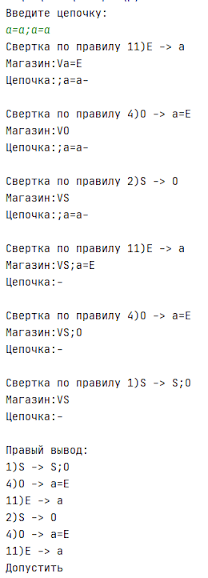 Введите цепочку:
a=a;a=a
Свертка по правилу 11)E -> a
Магазин:Va=E
Цепочка:;a=a-
Свертка по правилу 4)O -> a=E
Магазин:VO
Цепочка:;a=a-
Свертка по правилу 2)S -> O
Магазин:VS
Цепочка:;a=a-
Свертка по правилу 11)E -> a
Магазин:VS;a=E
Цепочка:-
Свертка по правилу 4)O -> a=E
Магазин:VS;O
Цепочка:-
Свертка по правилу 1)S -> S;O
Магазин:VS
Цепочка:-
Правый вывод:
1)S -> S;O
4)O -> a=E
11)E -> a
2)S -> O
4)O -> a=E
11)E -> a
Допустить